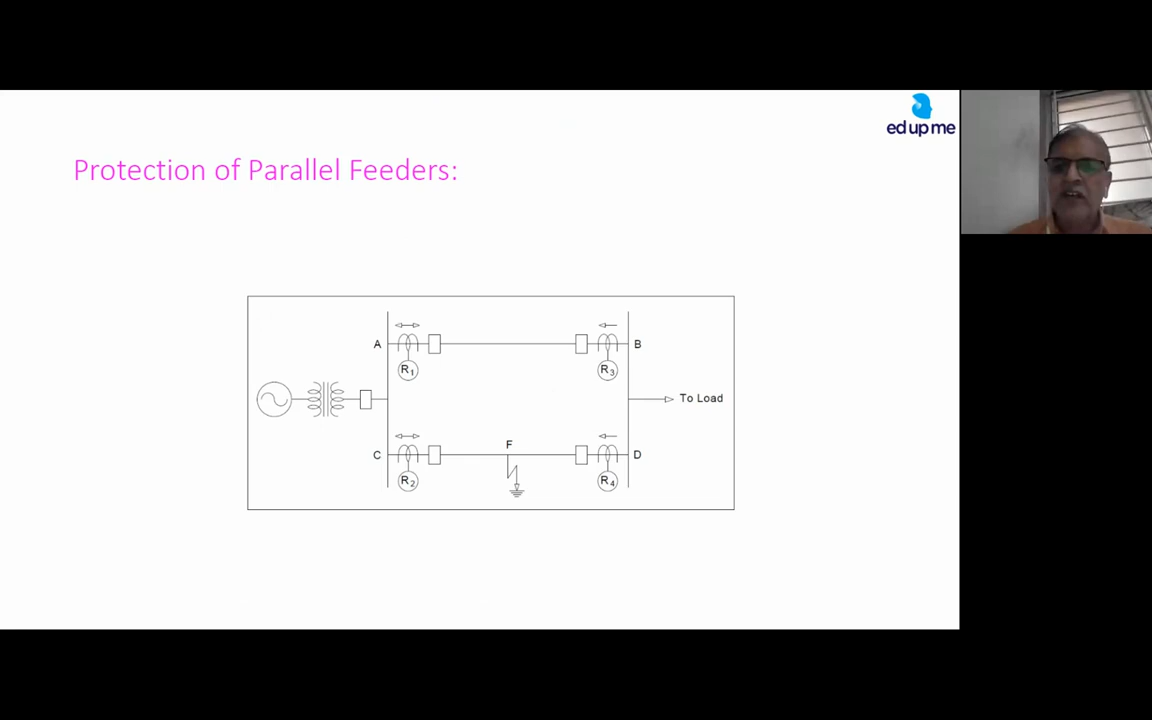 ed up me
Protection of Parallel Feeders:
A
R1
R3
B
To Load
C
R2
F
R4
D